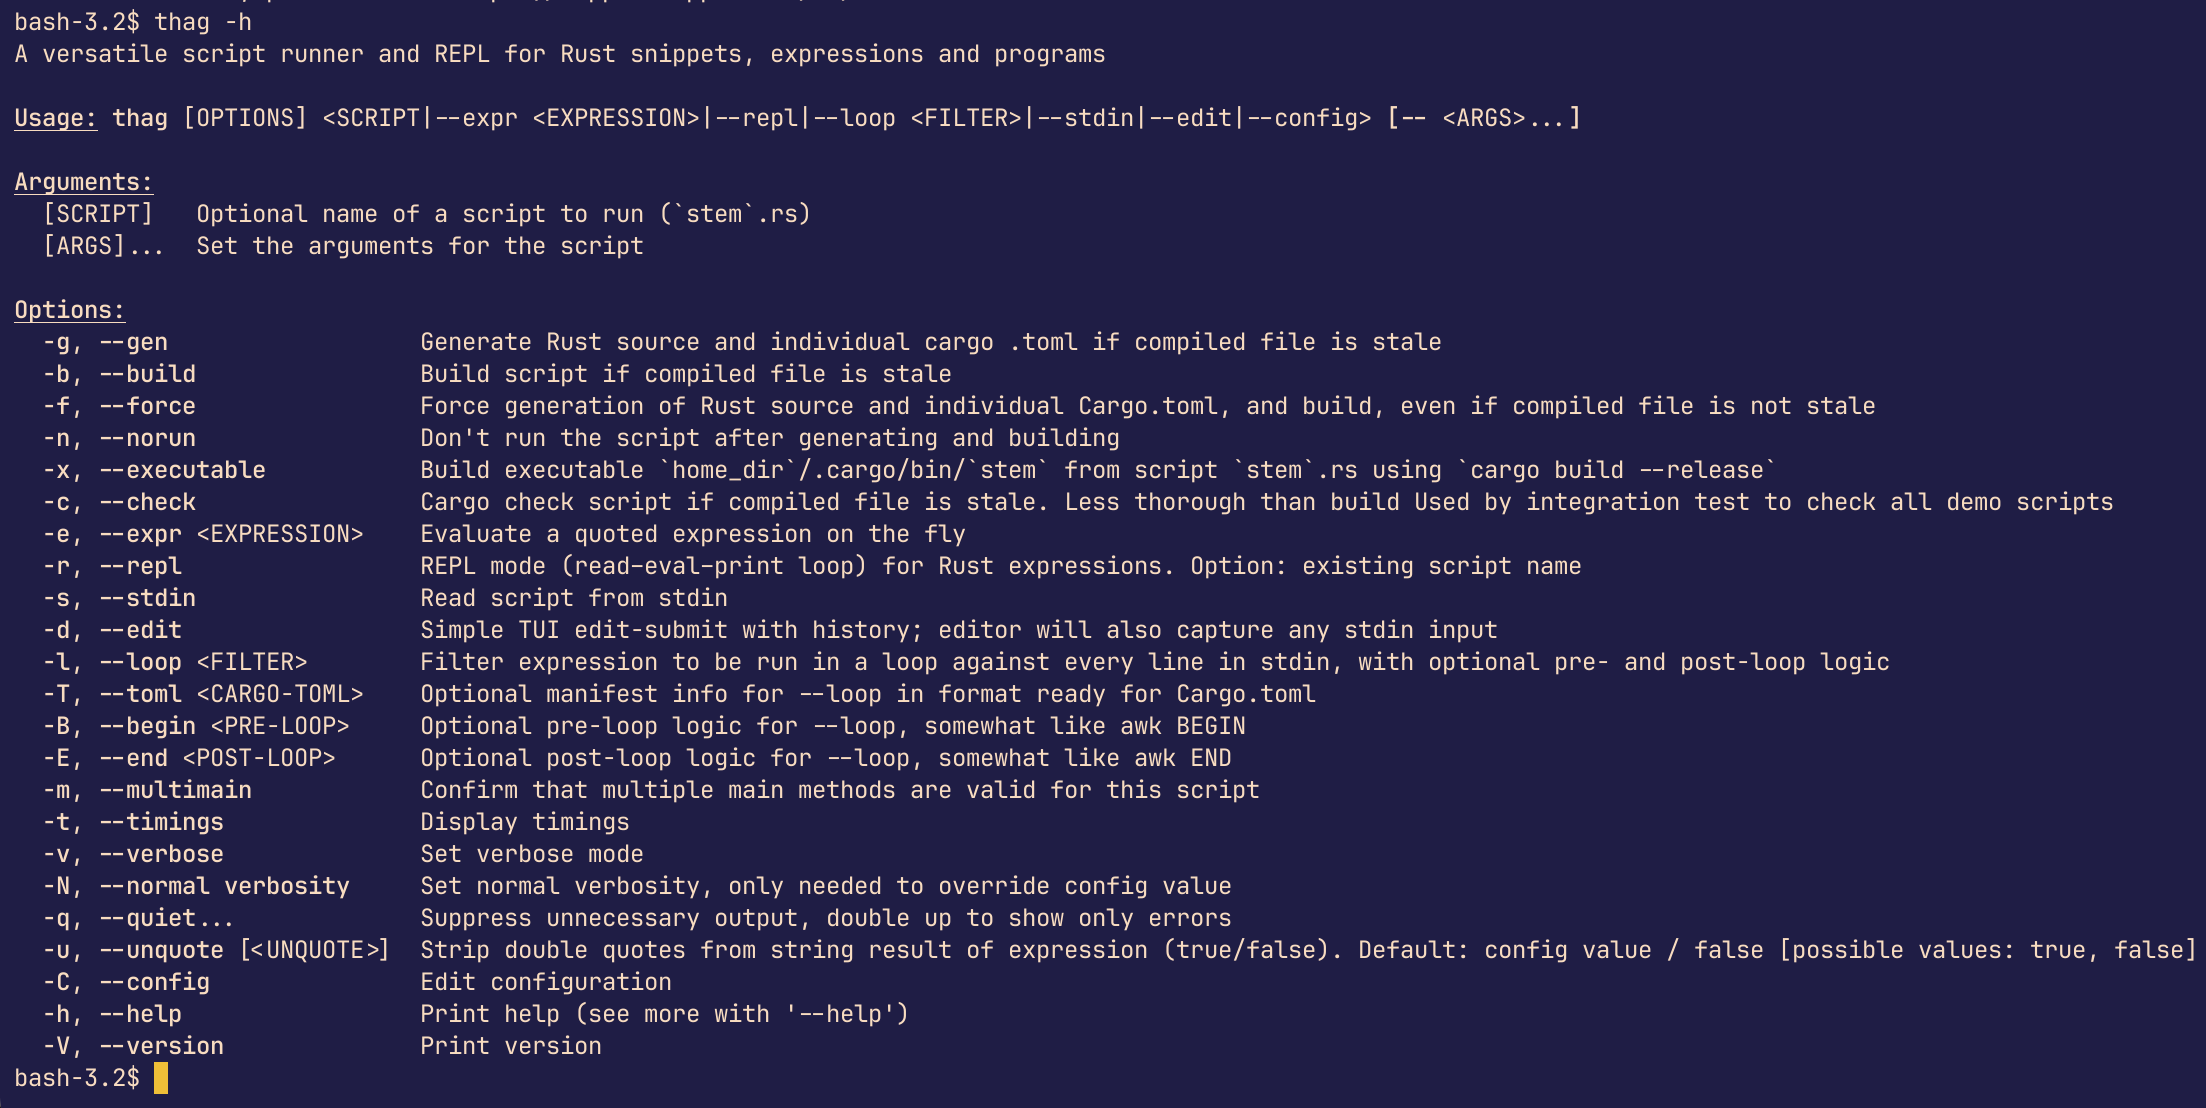 bash-3.2$ thag -h
A versatile script runner and REPL for Rust snippets, expressions and programs
Usage: thag [OPTIONS] <SCRIPT|--expr <EXPRESSION>|--repl|--loop <FILTER>|--stdin|--edit|--config> [-- <ARGS>...]
Arguments:
  [SCRIPT]   Optional name of a script to run (`stem`.rs)
  [ARGS]...  Set the arguments for the script
Options:
  -g, --gen                  Generate Rust source and individual cargo .toml if compiled file is stale
  -b, --build                Build script if compiled file is stale
  -f, --force                Force generation of Rust source and individual Cargo.toml, and build, even if compiled file is not stale
  -n, --norun                Don't run the script after generating and building
  -x, --executable           Build executable `home_dir`/.cargo/bin/`stem` from script `stem`.rs using `cargo build --release`
  -c, --check                Cargo check script if compiled file is stale. Less thorough than build Used by integration test to check all demo scripts
  -e, --expr <EXPRESSION>    Evaluate a quoted expression on the fly
  -r, --repl                 REPL mode (read-eval-print loop) for Rust expressions. Option: existing script name
  -s, --stdin                Read script from stdin
  -d, --edit                 Simple TUI edit-submit with history; editor will also capture any stdin input
  -l, --loop <FILTER>        Filter expression to be run in a loop against every line in stdin, with optional pre- and post-loop logic
  -T, --toml <CARGO-TOML>    Optional manifest info for --loop in format ready for Cargo.toml
  -B, --begin <PRE-LOOP>     Optional pre-loop logic for --loop, somewhat like awk BEGIN
  -E, --end <POST-LOOP>      Optional post-loop logic for --loop, somewhat like awk END
  -m, --multimain            Confirm that multiple main methods are valid for this script
  -t, --timings              Display timings
  -v, --verbose              Set verbose mode
  -N, --normal verbosity     Set normal verbosity, only needed to override config value
  -q, --quiet...             Suppress unnecessary output, double up to show only errors
  -u, --unquote [<UNQUOTE>]  Strip double quotes from string result of expression (true/false). Default: config value / false [possible values: true, false]
  -C, --config               Edit configuration
  -h, --help                 Print help (see more with '--help')
  -V, --version              Print version
bash-3.2$